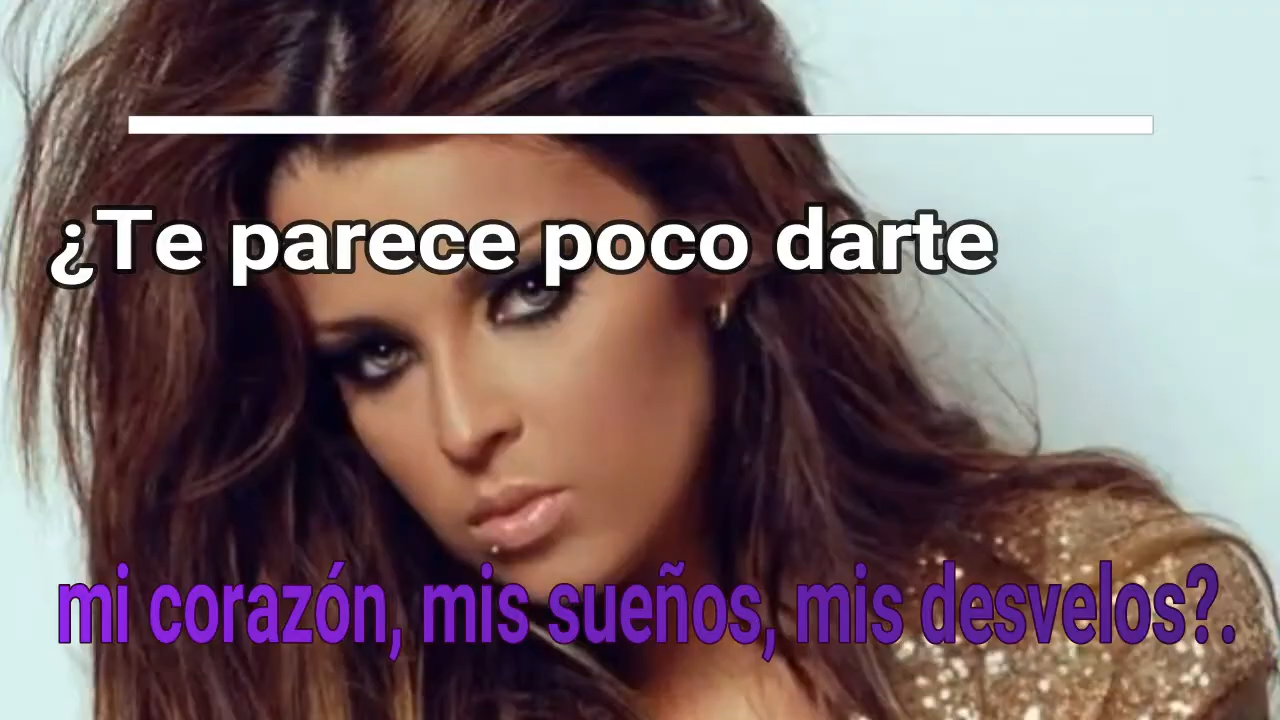 ¿Te parece poco darte
mi corazón, mis sueños, mis desvelos?.